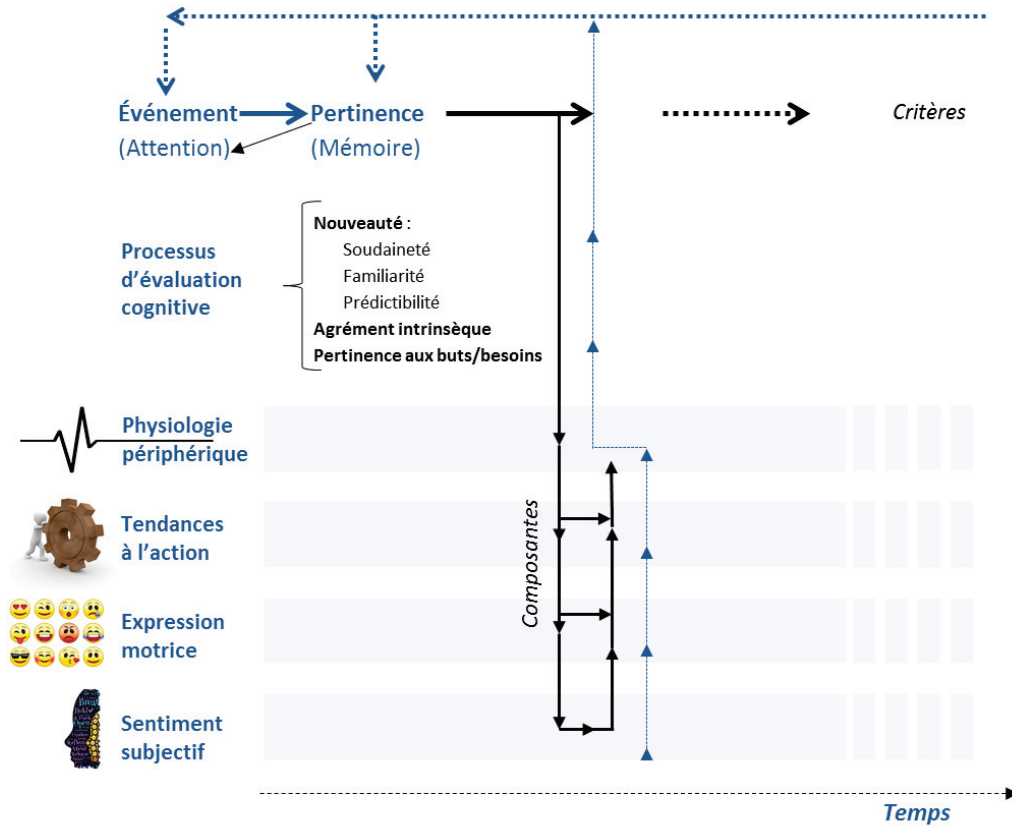 Événement
(Attention)
Pertinence
(Mémoire)
Critères
Processus
d’évaluation
cognitive
Nouveauté :
Soudaineté
Familiarité
Prédictibilité
Agrément intrinsèque
Pertinence aux buts/besoins
Physiologie
périphérique
Tendances
à l’action
Composantes
Expression
motrice
Sentiment
subjectif
Temps